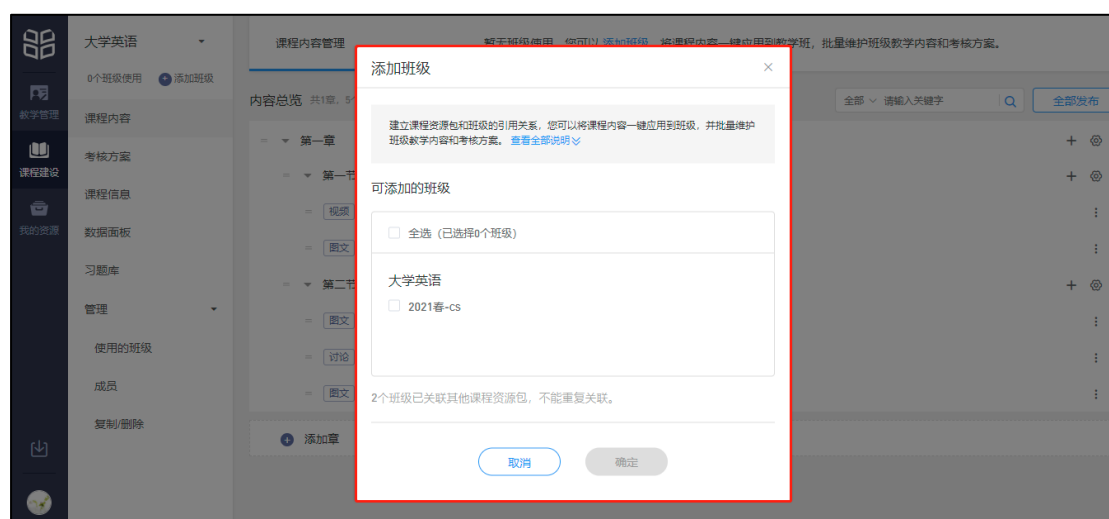 大学英语
0个班级使用 添加班级
教学管理
课程建设
我的资源
课程内容
考核方案
课程信息
数据面板
习题库
管理
使用的班级
成员
复制/删除
课程内容管理
暂无班级使用，您可以 添加班级，将课程内容一键应用到教学班，批量维护班级教学内容和考核方案。
内容总览 共1章，5个
全部 请输入关键字
全部发布
第一章
第一节
视频
图文
第二节
图文
讨论
图文
添加章
添加班级
建立课程资源包和班级的引用关系，您可以将课程内容一键应用到班级，并批量维护
班级教学内容和考核方案。 查看全部说明
可添加的班级
全选（已选择0个班级）
大学英语
2021春-cs
2个班级已关联其他课程资源包，不能重复关联。
取消
确定